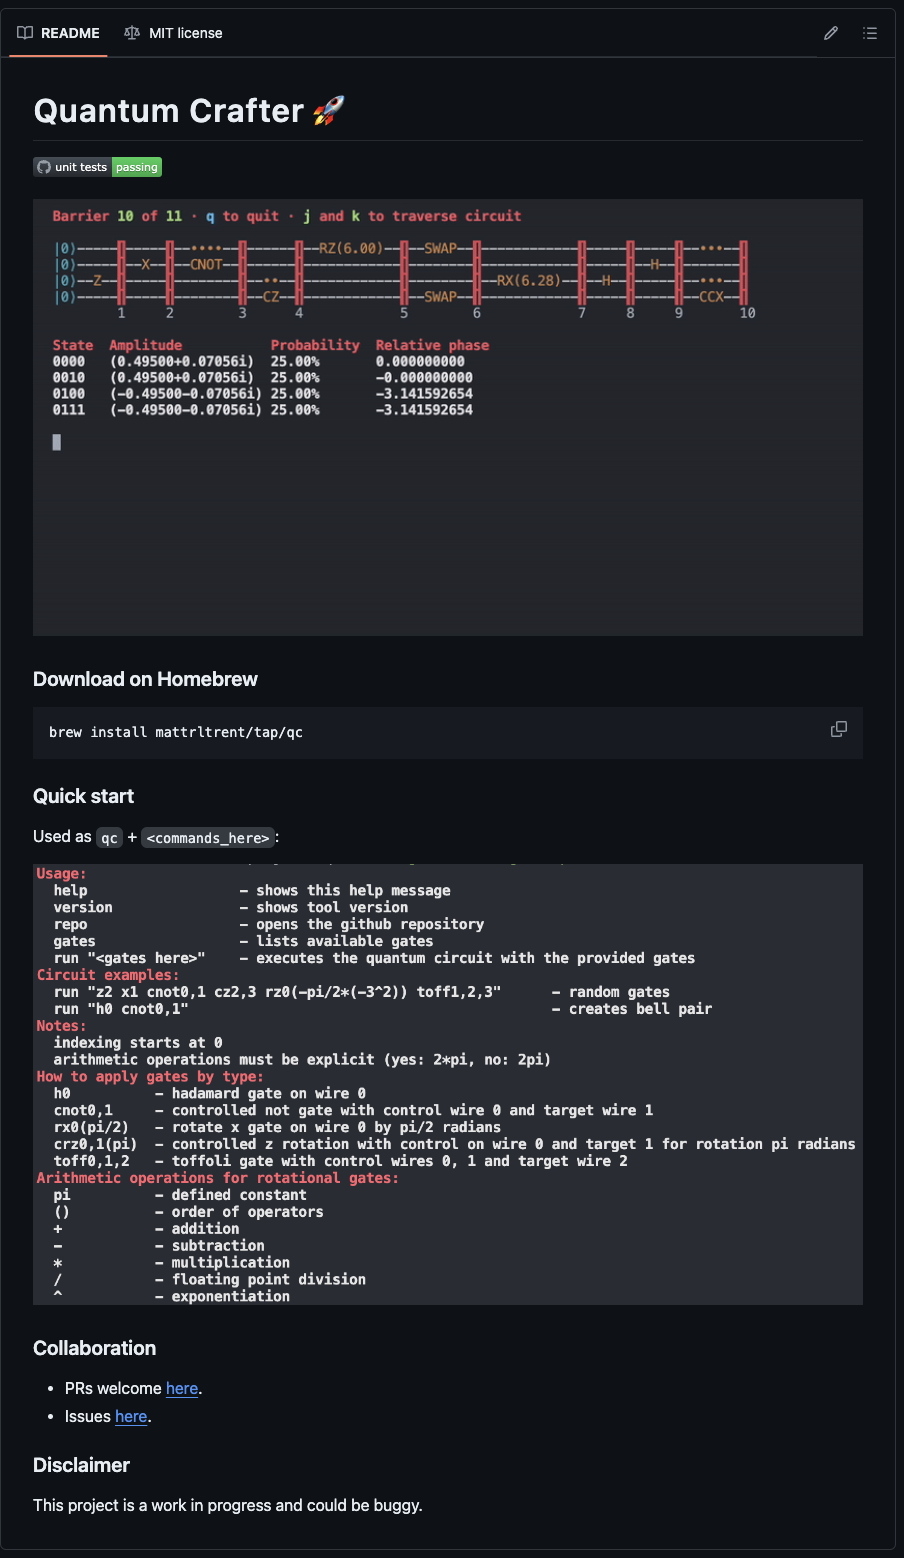 README MIT license
Quantum Crafter 🚀
unit tests passing
Barrier 10 of 11 · q to quit · j and k to traverse circuit
|0⟩—————║—————║——••••——║——————║——RZ(6.00)——║——SWAP——║————————————║—————║—————║——•••——║
|0⟩—————║——X——║——CNOT——║——————║————————————║————————║————————————║—————║——H——║———————║
|0⟩——Z——║—————║————————║——••——║————————————║————————║——RX(6.28)——║——H——║—————║——•••——║
|0⟩—————║—————║————————║——CZ——║————————————║——SWAP——║————————————║—————║—————║——CCX——║
1 2 3 4 5 6 7 8 9 10
State Amplitude Probability Relative phase
0000 (0.49500+0.07056i) 25.00% 0.000000000
0010 (0.49500+0.07056i) 25.00% -0.000000000
0100 (-0.49500-0.07056i) 25.00% -3.141592654
0111 (-0.49500-0.07056i) 25.00% -3.141592654
Download on Homebrew
brew install mattrltrent/tap/qc
Quick start
Used as qc + <commands_here>:
Usage:
help - shows this help message
version - shows tool version
repo - opens the github repository
gates - lists available gates
run "<gates here>" - executes the quantum circuit with the provided gates
Circuit examples:
run "z2 x1 cnot0,1 cz2,3 rz0(-pi/2*(-3^2)) toff1,2,3" - random gates
run "h0 cnot0,1" - creates bell pair
Notes:
indexing starts at 0
arithmetic operations must be explicit (yes: 2*pi, no: 2pi)
How to apply gates by type:
h0 - hadamard gate on wire 0
cnot0,1 - controlled not gate with control wire 0 and target wire 1
rx0(pi/2) - rotate x gate on wire 0 by pi/2 radians
crz0,1(pi) - controlled z rotation with control on wire 0 and target 1 for rotation pi radians
toff0,1,2 - toffoli gate with control wires 0, 1 and target wire 2
Arithmetic operations for rotational gates:
pi - defined constant
() - order of operators
+ - addition
- - subtraction
* - multiplication
/ - floating point division
^ - exponentiation
Collaboration
• PRs welcome here.
• Issues here.
Disclaimer
This project is a work in progress and could be buggy.